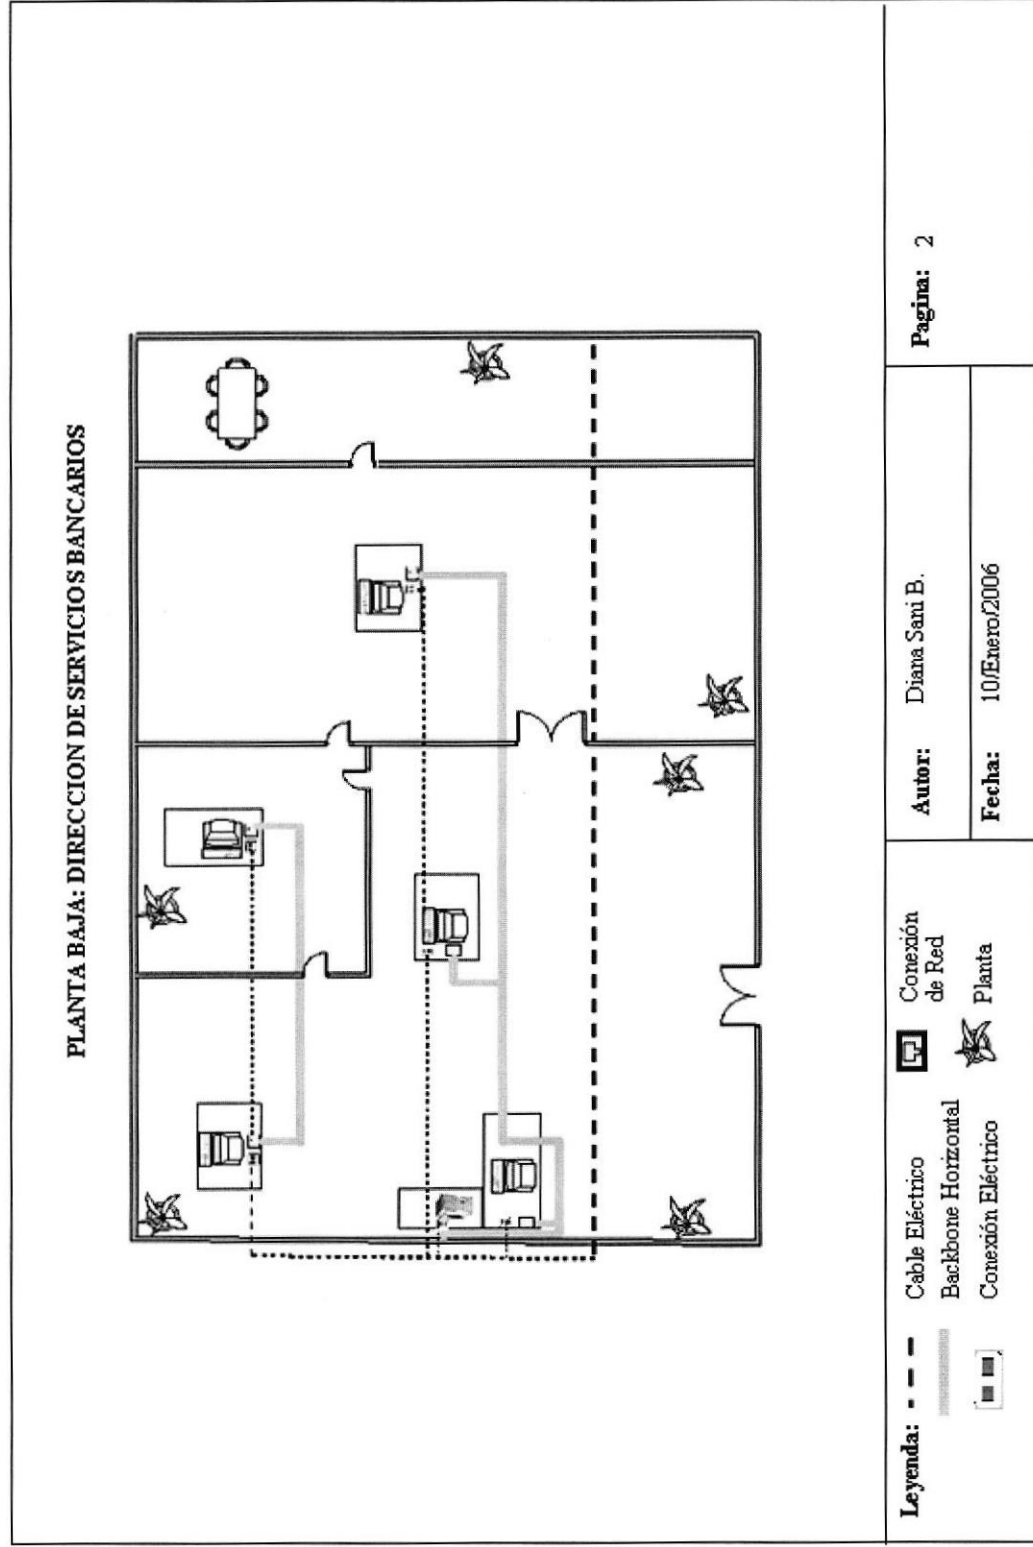 PLANTA BAJA: DIRECCION DE SERVICIOS BANCARIOS
Leyenda:
Cable Eléctrico
Backbone Horizontal
Conexión Eléctrico
Conexión
de Red
Planta
Autor: Diana Sani B.
Fecha: 10/Enero/2006
Pagina: 2